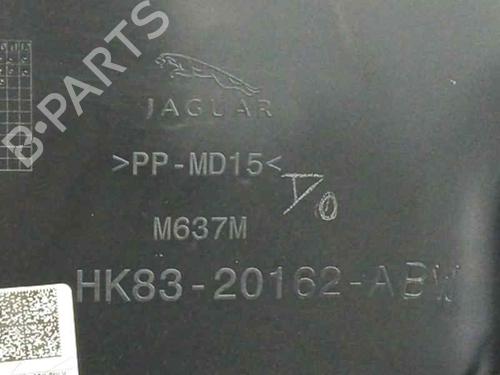 JAGUAR
>PP-MD15<
M637M
HK83-20162-ABW
B-PARTS